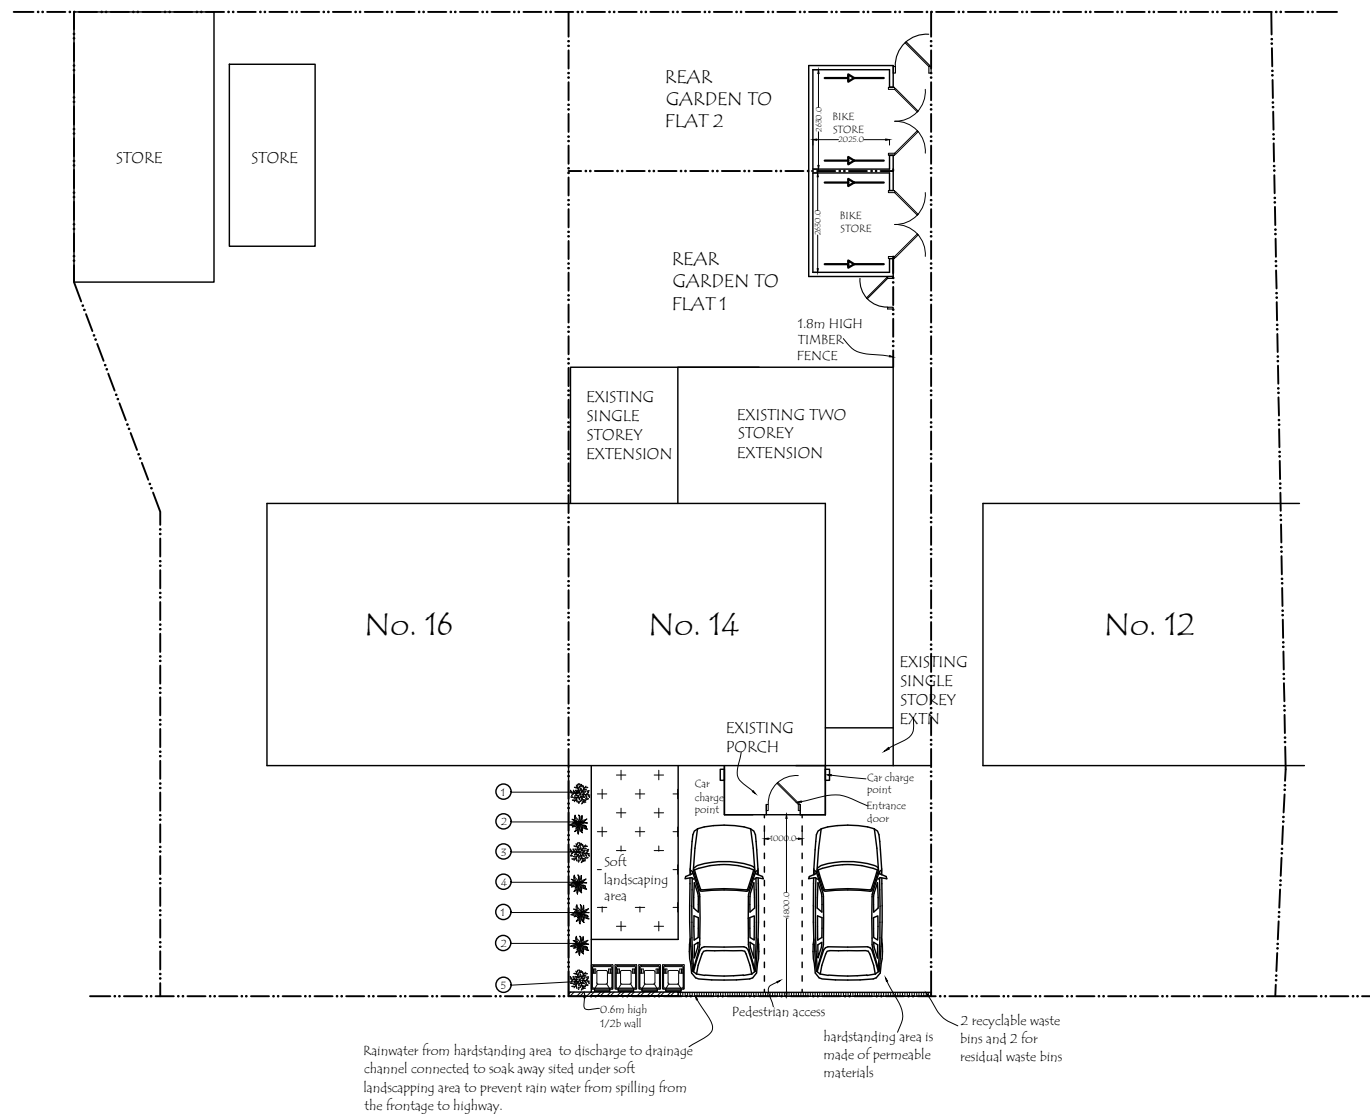 REAR
GARDEN TO
FLAT 2
STORE
STORE
BIKE
STORE
2650.0
2025.0
BIKE
STORE
2650.0
REAR
GARDEN TO
FLAT 1
1.8m HIGH
TIMBER
FENCE
EXISTING
SINGLE
STOREY
EXTENSION
EXISTING TWO
STOREY
EXTENSION
No. 16
No. 14
No. 12
EXISTING
SINGLE
STOREY
EXTN
EXISTING
PORCH
Car
charge
point
Car charge
point
Entrance
door
1
2
3
4
1
2
5
Soft
landscaping
area
1000.0
4800.0
0.6m high
1/2b wall
Pedestrian access
hardstanding area is
made of permeable
materials
2 recyclable waste
bins and 2 for
residual waste bins
Rainwater from hardstanding area to discharge to drainage
channel connected to soak away sited under soft
landscapping area to prevent rain water from spilling from
the frontage to highway.